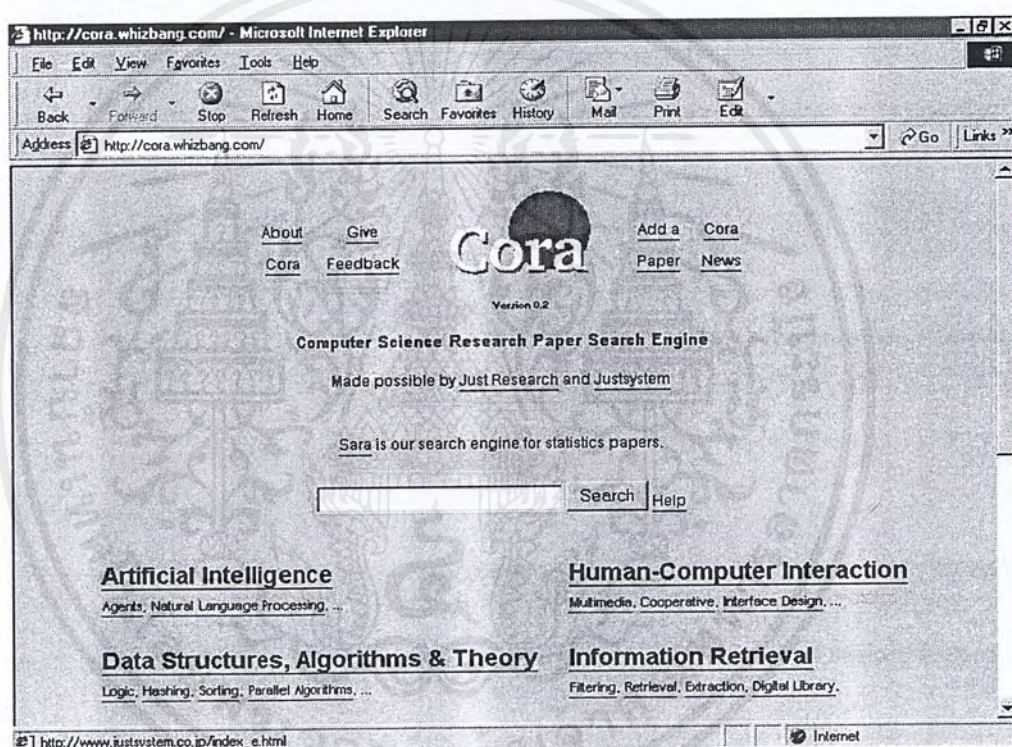 http://cora.whizbang.com/ - Microsoft Internet Explorer
File Edit View Favorites Tools Help
Back Forward Stop Refresh Home Search Favorites History Mail Print Edit
Address http://cora.whizbang.com/ Go Links »
About Cora
Give Feedback
Cora
Add a Paper
Cora News
Version 0.2
Computer Science Research Paper Search Engine
Made possible by Just Research and Justsystem
Sara is our search engine for statistics papers.
Search Help
Artificial Intelligence
Agents, Natural Language Processing, ...
Human-Computer Interaction
Multimedia, Cooperative, Interface Design, ...
Data Structures, Algorithms & Theory
Logic, Hashing, Sorting, Parallel Algorithms, ...
Information Retrieval
Filtering, Retrieval, Extraction, Digital Library,
http://www.justsystem.co.jp/index_e.html Internet